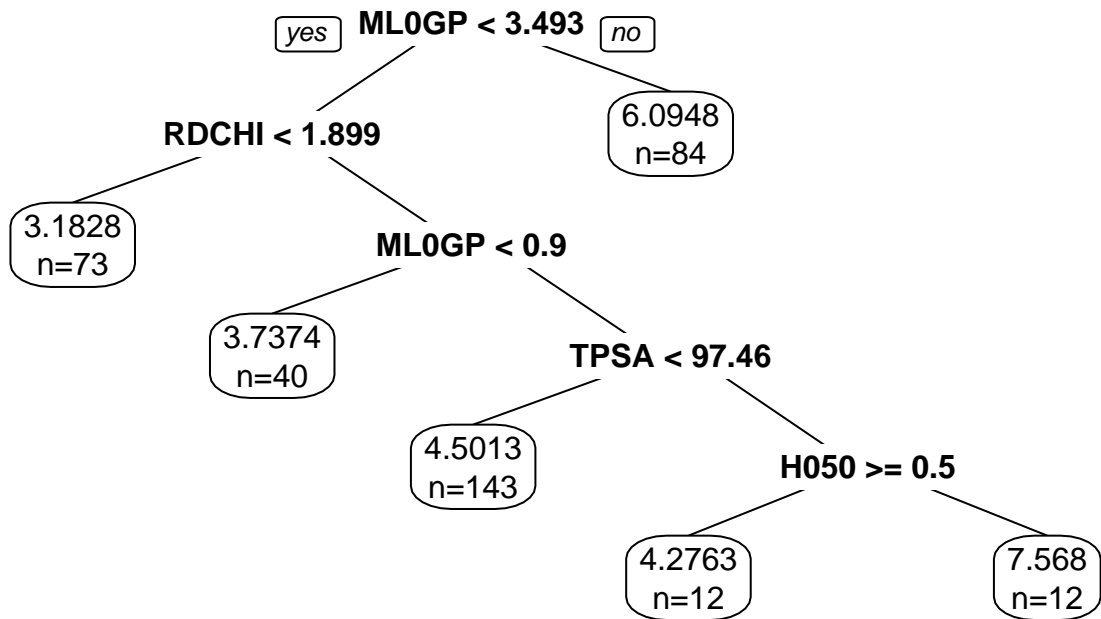 yes ML0GP < 3.493 no
6.0948
n=84
RDCHI < 1.899
3.1828
n=73
ML0GP < 0.9
3.7374
n=40
TPSA < 97.46
4.5013
n=143
H050 >= 0.5
4.2763
n=12
7.568
n=12